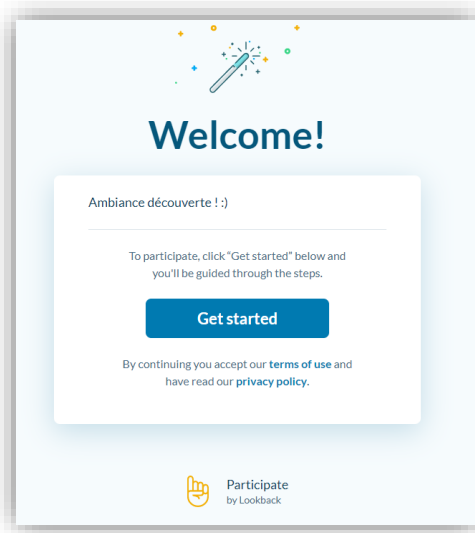 Welcome!
Ambiance découverte ! :)
To participate, click “Get started” below and
you'll be guided through the steps.
Get started
By continuing you accept our terms of use and
have read our privacy policy.
Participate
by Lookback